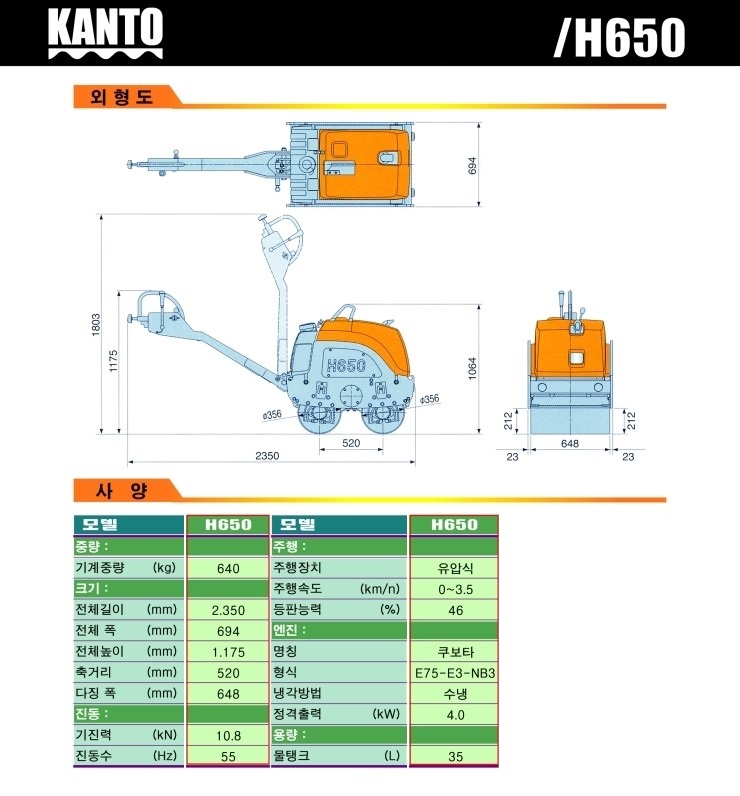 KANTO
/H650
외형도
694
1803
1175
H650
ø356
ø356
1064
520
2350
212
212
648
23
23
사 양
모델 H650 모델 H650
중량 : 주행 :
기계중량 (kg) 640 주행장치 유압식
크기 : 주행속도 (km/n) 0~3.5
전체길이 (mm) 2.350 등판능력 (%) 46
전체 폭 (mm) 694 엔진 :
전체높이 (mm) 1.175 명칭 쿠보타
축거리 (mm) 520 형식 E75-E3-NB3
다짐 폭 (mm) 648 냉각방법 수냉
진동 : 정격출력 (kW) 4.0
기진력 (kN) 10.8 용량 :
진동수 (Hz) 55 물탱크 (L) 35